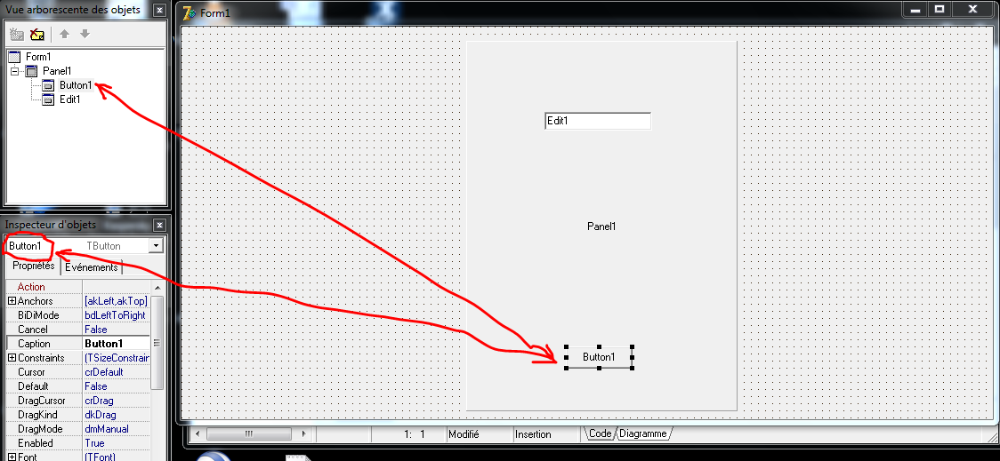 Vue arborescente des objets
Form1
Panel1
Button1
Edit1
Inspecteur d'objets
Button1 TButton
Propriétés Evénements
Action
Anchors [akLeft,akTop]
BiDiMode bdLeftToRight
Cancel False
Caption Button1
Constraints (TSizeConstrain
Cursor crDefault
Default False
DragCursor crDrag
DragKind dkDrag
DragMode dmManual
Enabled True
Font (TFont)
7 Form1
Edit1
Panel1
Button1
1: 1 Modifié Insertion Code Diagramme